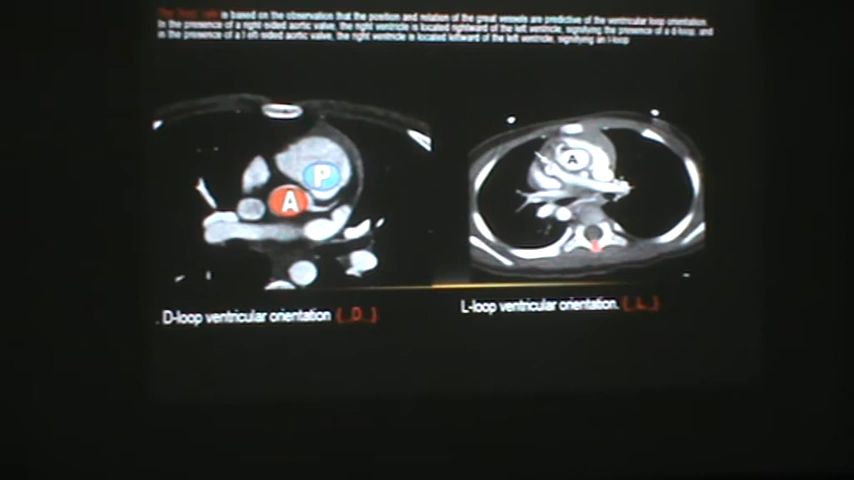 The "loop" rule is based on the observation that the position and relation of the great vessels are predictive of the ventricular loop orientation.
In the presence of a right sided aortic valve, the right ventricle is located rightward of the left ventricle, signifying the presence of a d-loop, and
in the presence of a left-sided aortic valve, the right ventricle is located leftward of the left ventricle, signifying an l-loop
P
A
A
. D-loop ventricular orientation {_,D,_}
L-loop ventricular orientation. {_,L,_}